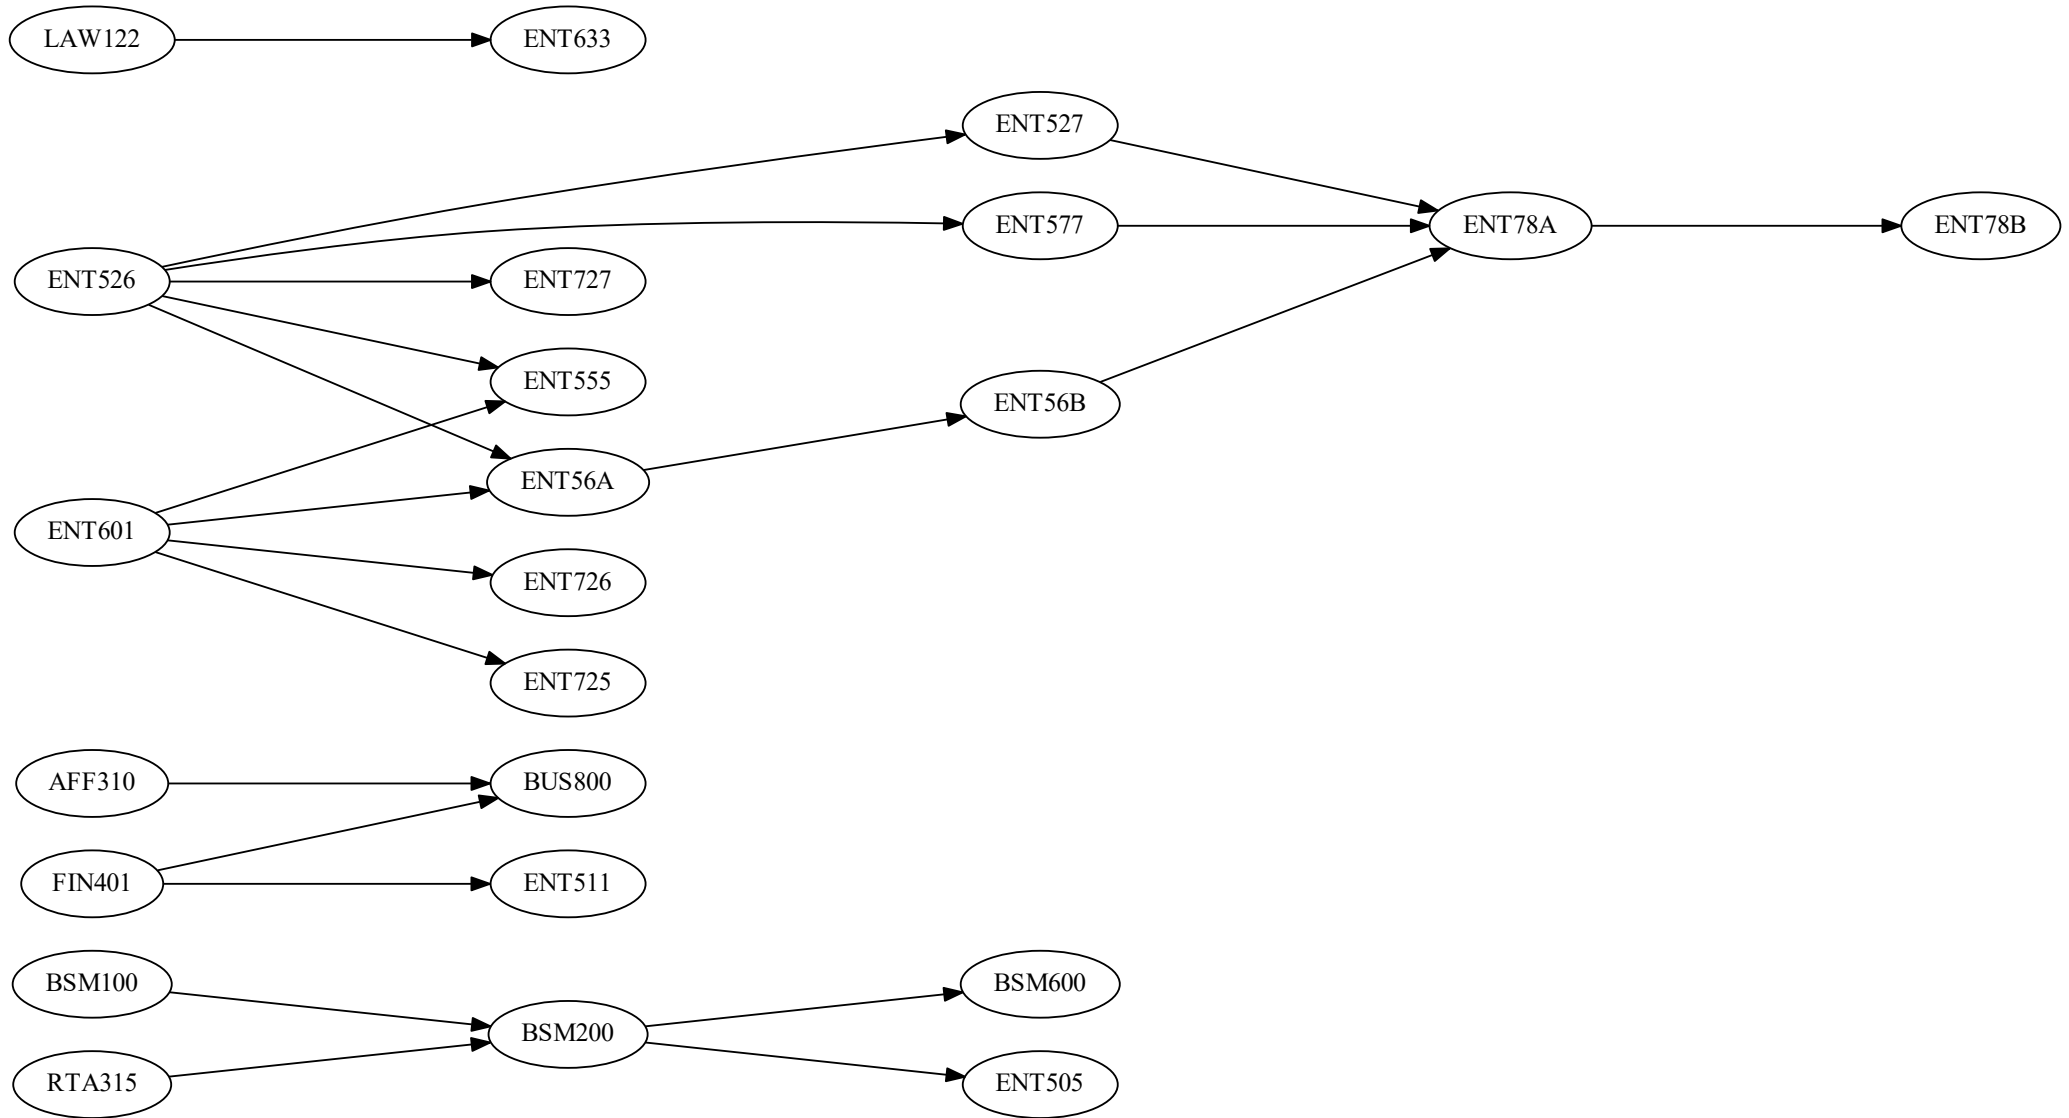 LAW122
ENT633
ENT527
ENT577
ENT78A
ENT78B
ENT526
ENT727
ENT555
ENT56B
ENT56A
ENT601
ENT726
ENT725
AFF310
BUS800
FIN401
ENT511
BSM100
BSM600
BSM200
RTA315
ENT505